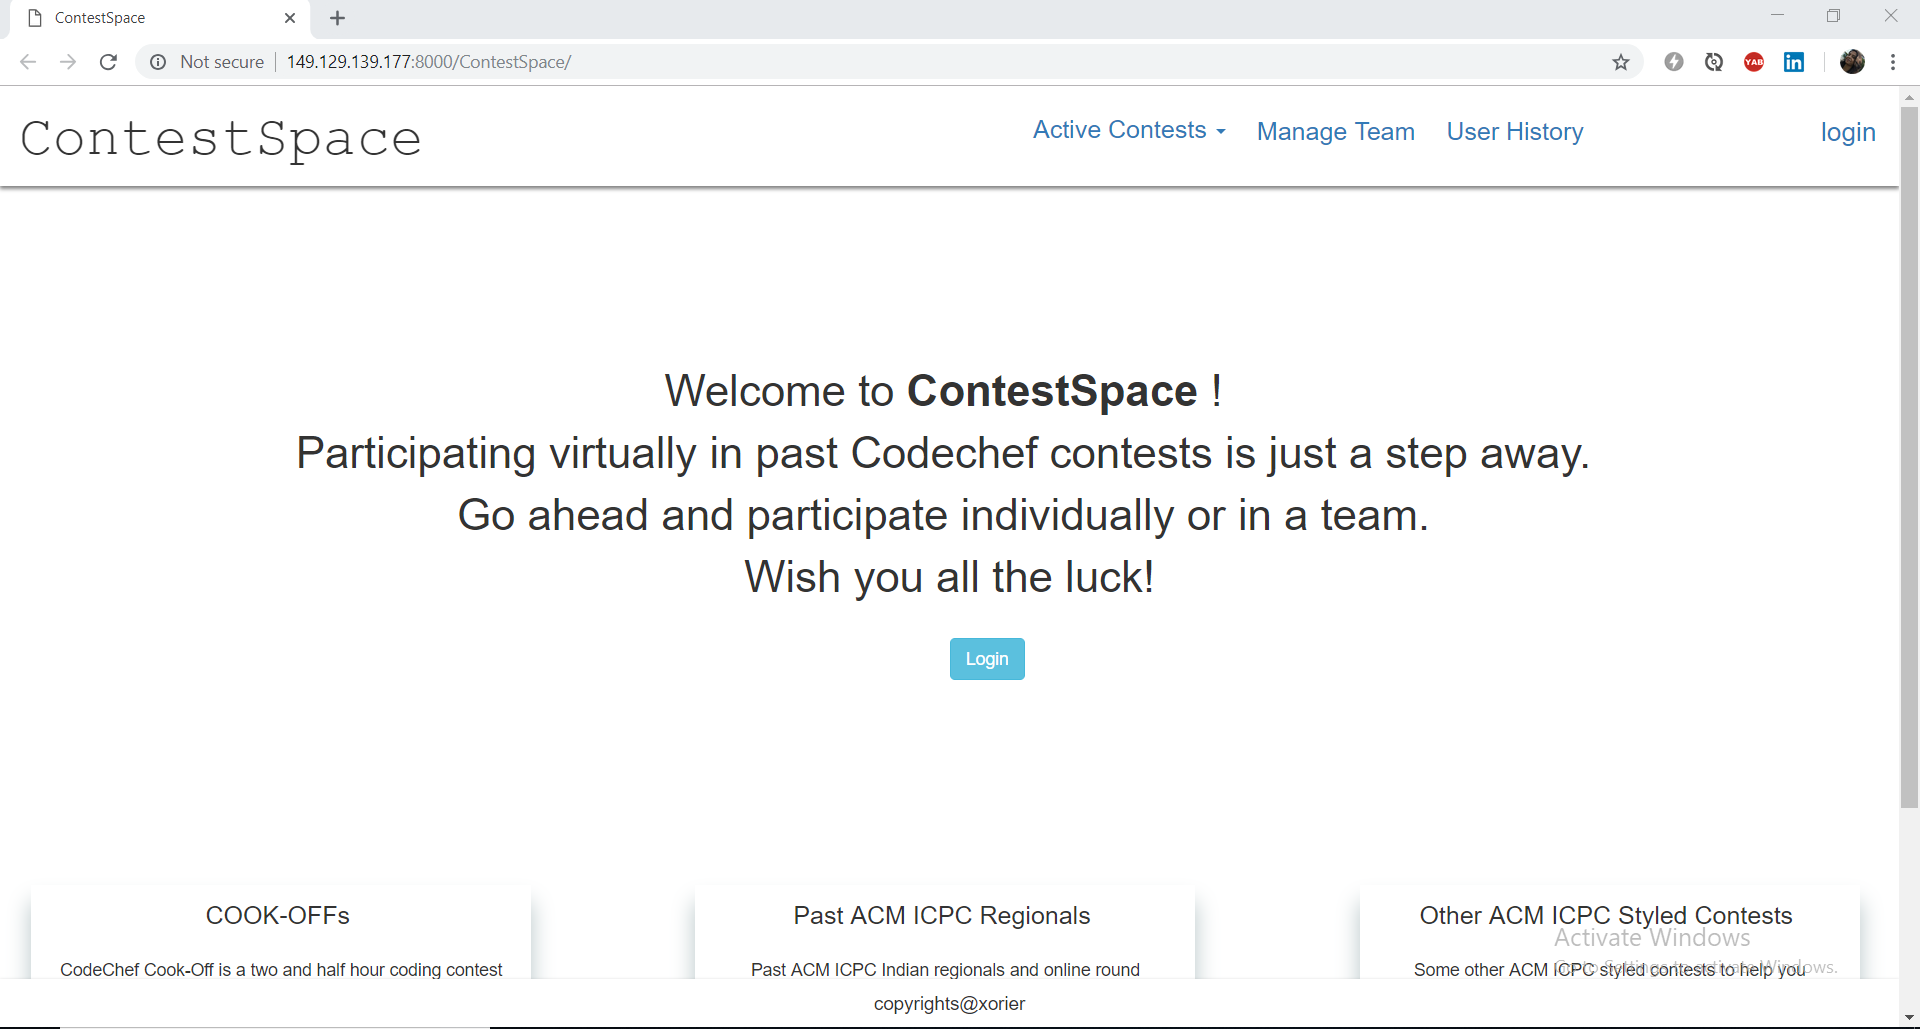 ContestSpace
Not secure
149.129.139.177:8000/ContestSpace/
YAB
in
ContestSpace
Active Contests
Manage Team
User History
login
Welcome to ContestSpace !
Participating virtually in past Codechef contests is just a step away.
Go ahead and participate individually or in a team.
Wish you all the luck!
Login
COOK-OFFs
CodeChef Cook-Off is a two and half hour coding contest
Past ACM ICPC Regionals
Past ACM ICPC Indian regionals and online round
Other ACM ICPC Styled Contests
Some other ACM ICPC styled contests to help you
Activate Windows
Go to Settings to activate Windows.
copyrights@xorier